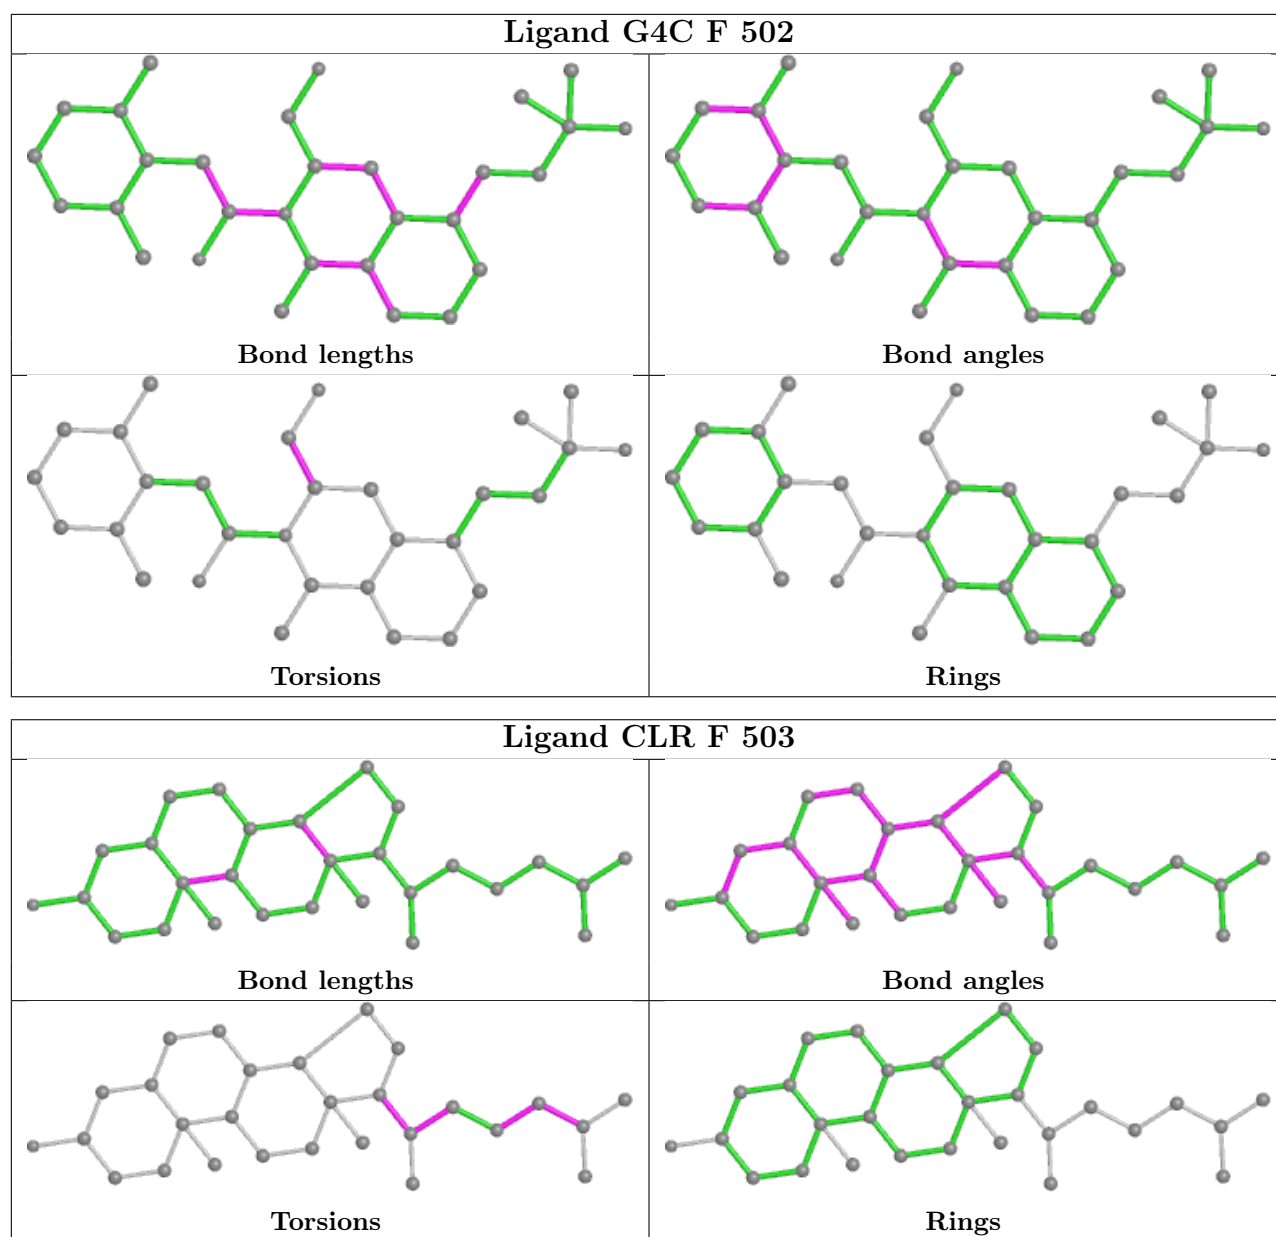 Ligand G4C F 502
Bond lengths
Bond angles
Torsions
Rings
Ligand CLR F 503
Bond lengths
Bond angles
Torsions
Rings